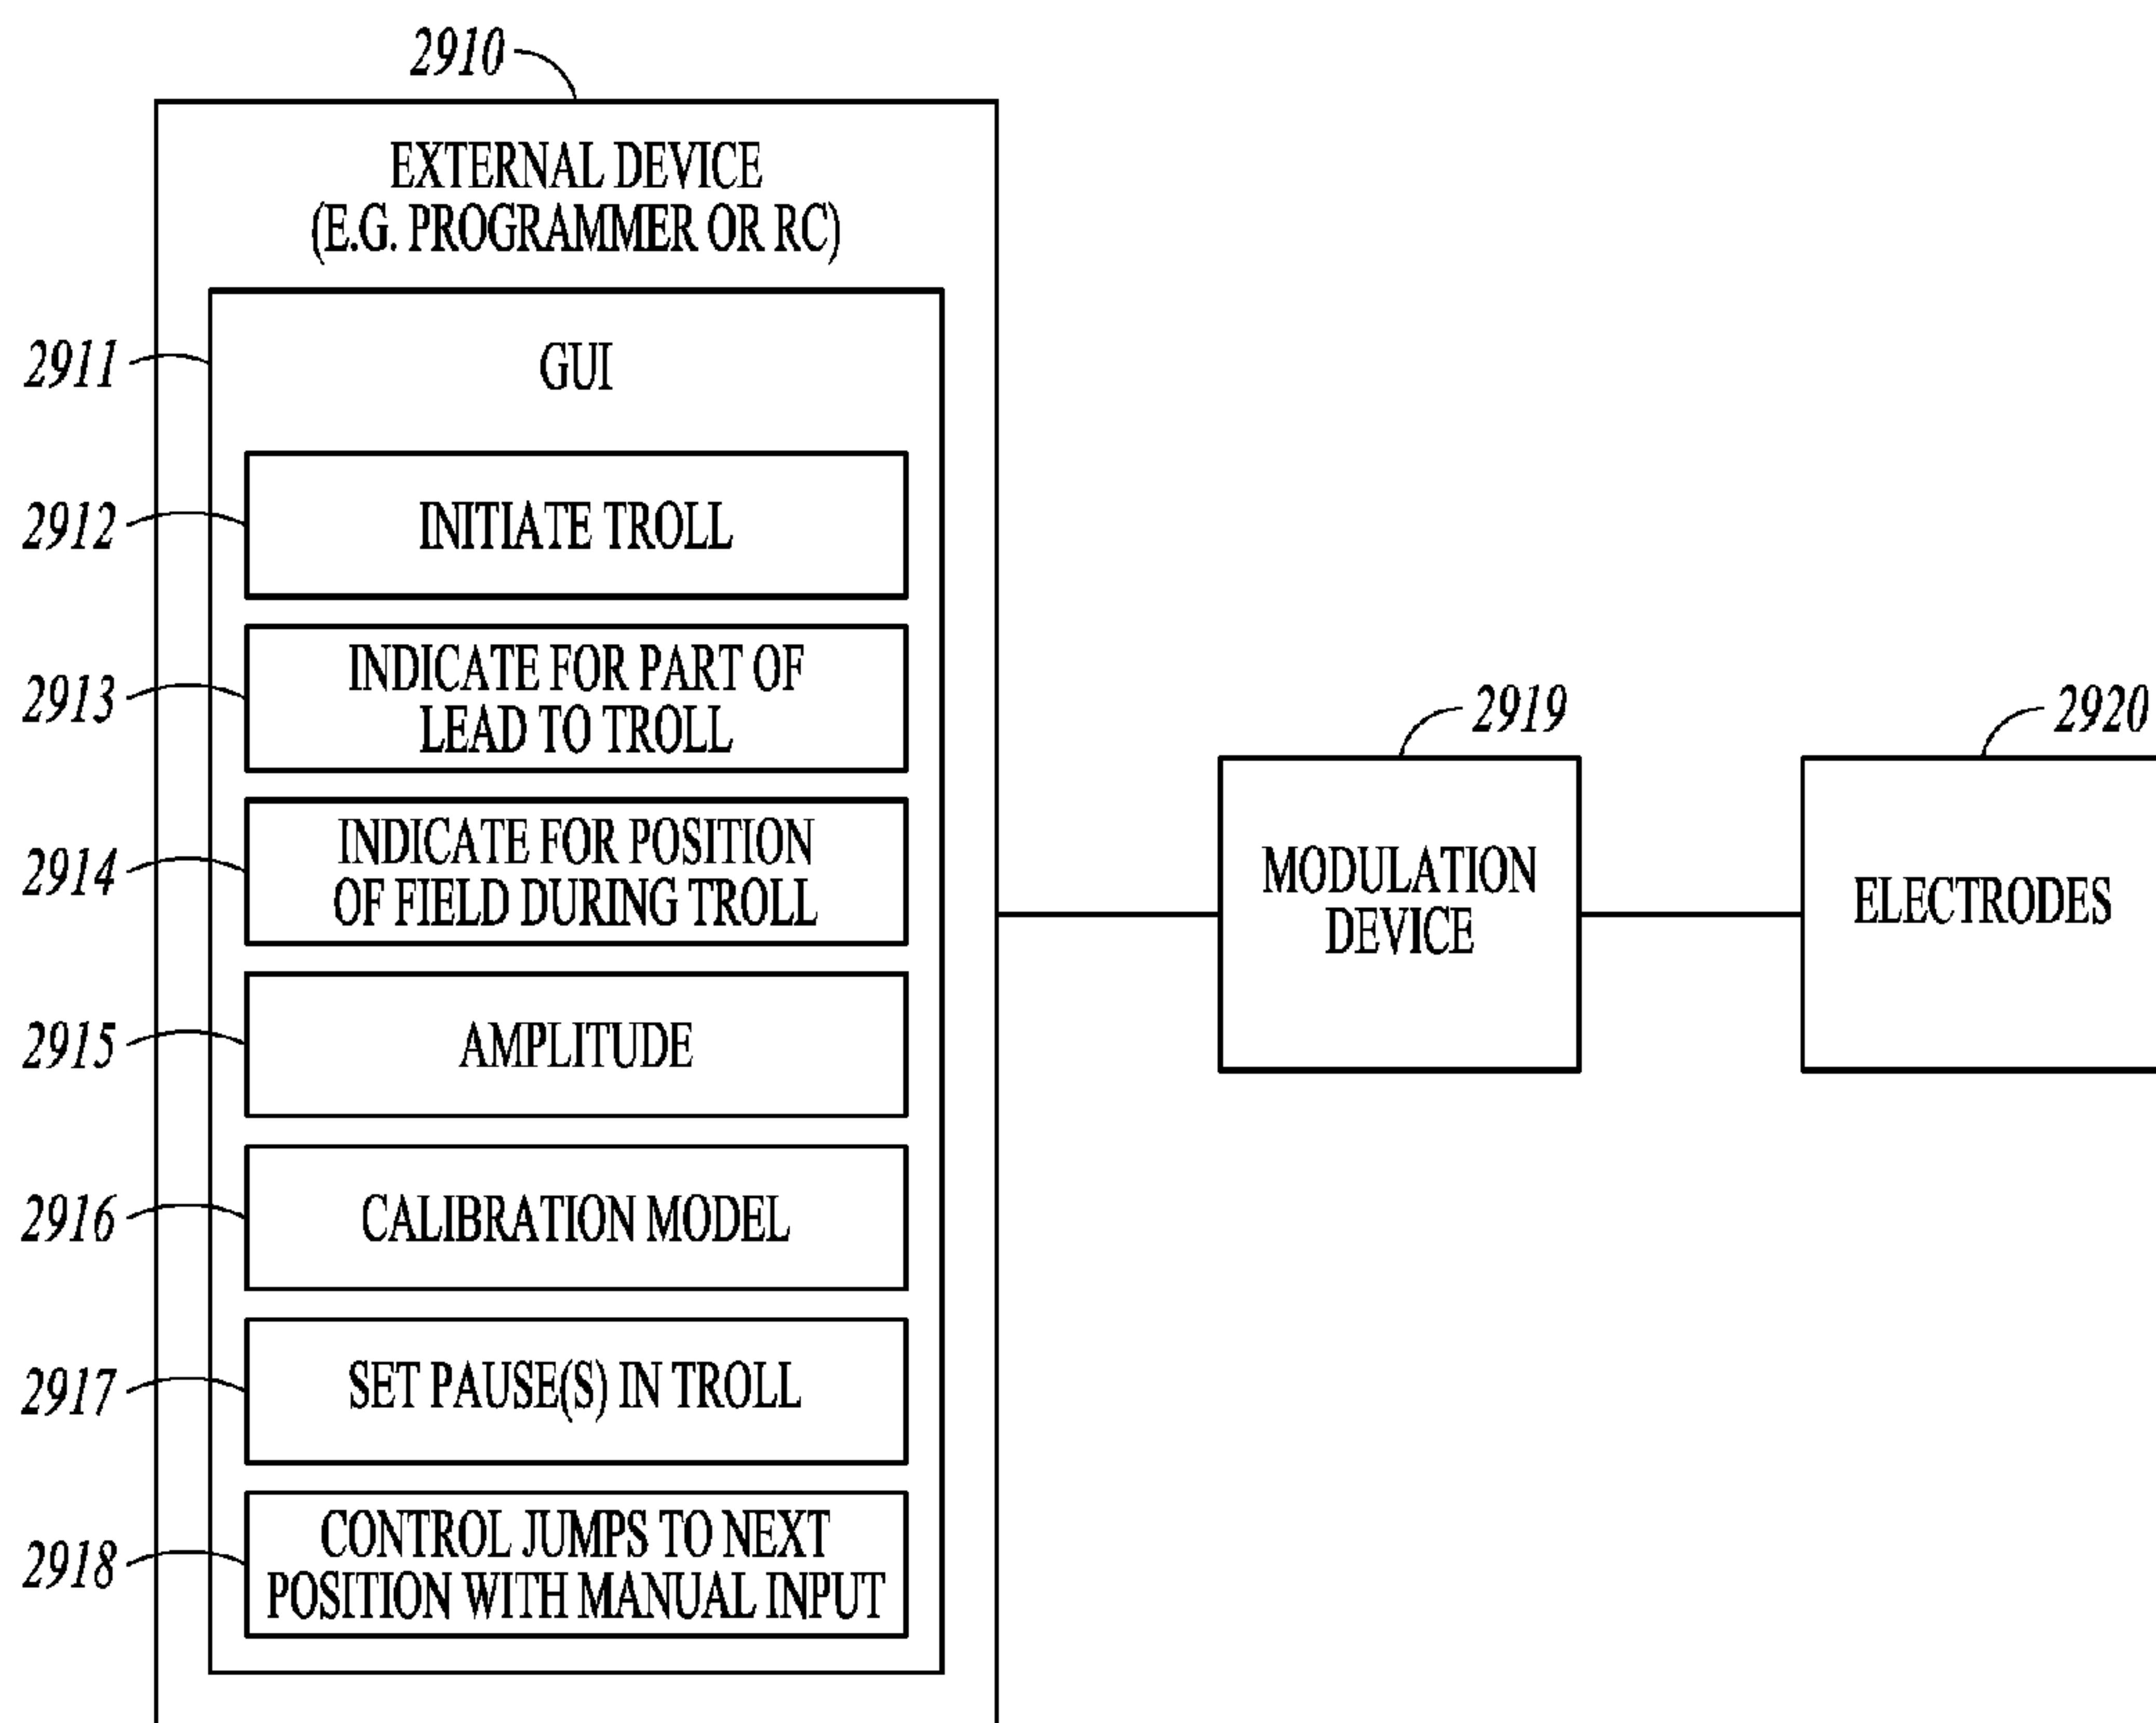 2910
EXTERNAL DEVICE
(E.G. PROGRAMMER OR RC)
2911
GUI
2912
INITIATE TROLL
2913
INDICATE FOR PART OF
LEAD TO TROLL
2914
INDICATE FOR POSITION
OF FIELD DURING TROLL
2915
AMPLITUDE
2916
CALIBRATION MODEL
2917
SET PAUSE(S) IN TROLL
2918
CONTROL JUMPS TO NEXT
POSITION WITH MANUAL INPUT
2919
MODULATION
DEVICE
2920
ELECTRODES